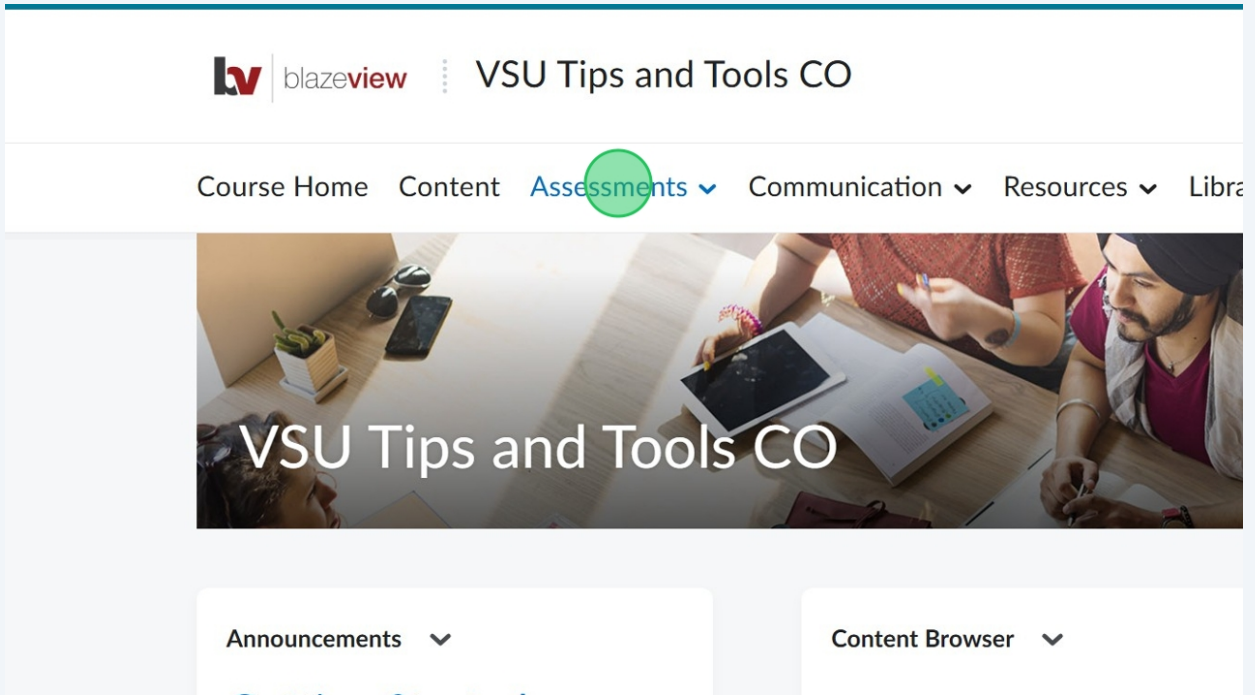 bv blazeview VSU Tips and Tools CO
Course Home Content Assessments Communication Resources
VSU Tips and Tools CO
Announcements Content Browser